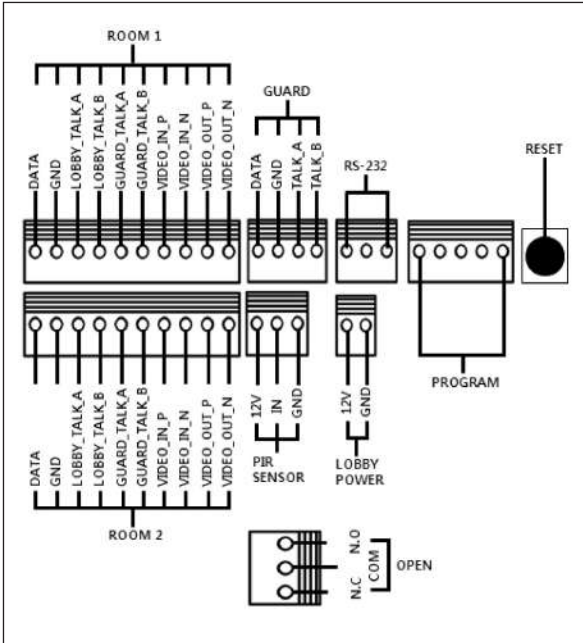 ROOM 1
DATA
GND
LOBBY_TALK_A
LOBBY_TALK_B
GUARD_TALK_A
GUARD_TALK_B
VIDEO_IN_P
VIDEO_IN_N
VIDEO_OUT_P
VIDEO_OUT_N
GUARD
DATA
GND
TALK_A
TALK_B
RS-232
RESET
PROGRAM
DATA
GND
LOBBY_TALK_A
LOBBY_TALK_B
GUARD_TALK_A
GUARD_TALK_B
VIDEO_IN_P
VIDEO_IN_N
VIDEO_OUT_P
VIDEO_OUT_N
ROOM 2
12V
IN
GND
PIR
SENSOR
12V
GND
LOBBY
POWER
N.O
COM
N.C
OPEN